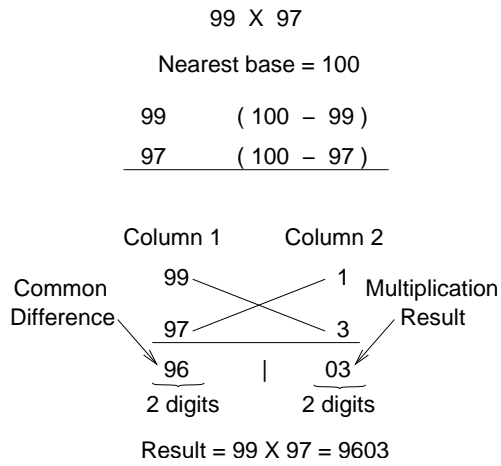 99 X 97
Nearest base = 100
99 ( 100 − 99 )
97 ( 100 − 97 )
Column 1 Column 2
99 1
Common Difference
Multiplication Result
97 3
96 | 03
2 digits 2 digits
Result = 99 X 97 = 9603